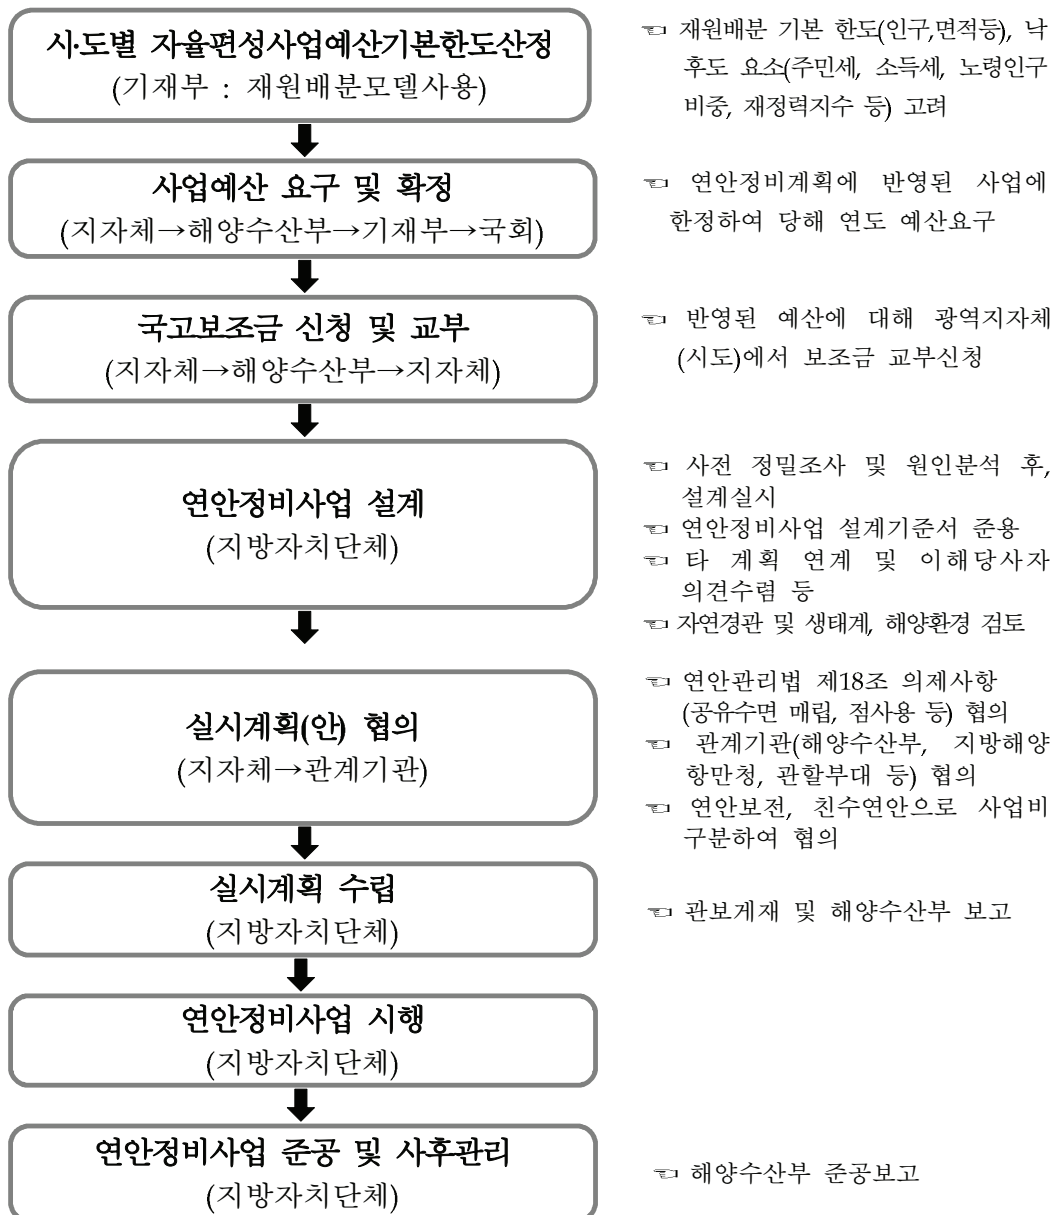 시·도별 자율편성사업예산기본한도산정
(기재부 : 재원배분모델사용)
☜ 재원배분 기본 한도(인구,면적등), 낙
후도 요소(주민세, 소득세, 노령인구
비중, 재정력지수 등) 고려
사업예산 요구 및 확정
(지자체→해양수산부→기재부→국회)
☜ 연안정비계획에 반영된 사업에
한정하여 당해 연도 예산요구
국고보조금 신청 및 교부
(지자체→해양수산부→지자체)
☜ 반영된 예산에 대해 광역지자체
(시도)에서 보조금 교부신청
연안정비사업 설계
(지방자치단체)
☜ 사전 정밀조사 및 원인분석 후,
설계실시
☜ 연안정비사업 설계기준서 준용
☜ 타 계획 연계 및 이해당사자
의견수렴 등
☜ 자연경관 및 생태계, 해양환경 검토
실시계획(안) 협의
(지자체→관계기관)
☜ 연안관리법 제18조 의제사항
(공유수면 매립, 점사용 등) 협의
☜ 관계기관(해양수산부, 지방해양
항만청, 관할부대 등) 협의
☜ 연안보전, 친수연안으로 사업비
구분하여 협의
실시계획 수립
(지방자치단체)
☜ 관보게재 및 해양수산부 보고
연안정비사업 시행
(지방자치단체)
연안정비사업 준공 및 사후관리
(지방자치단체)
☜ 해양수산부 준공보고